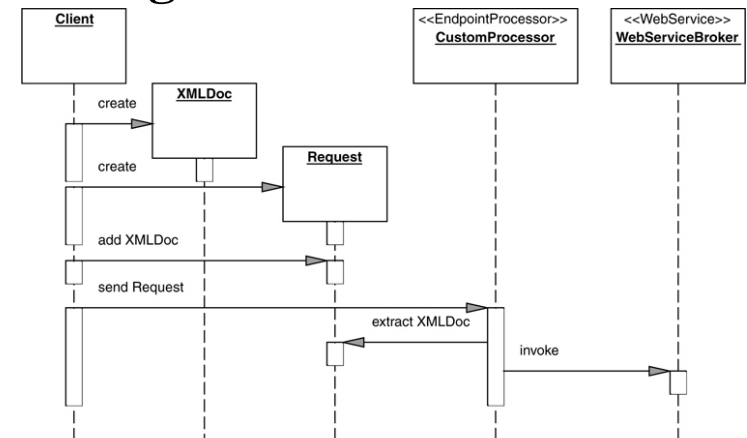 Client
<<EndpointProcessor>>
CustomProcessor
<<WebService>>
WebServiceBroker
create
XMLDoc
create
Request
add XMLDoc
send Request
extract XMLDoc
invoke